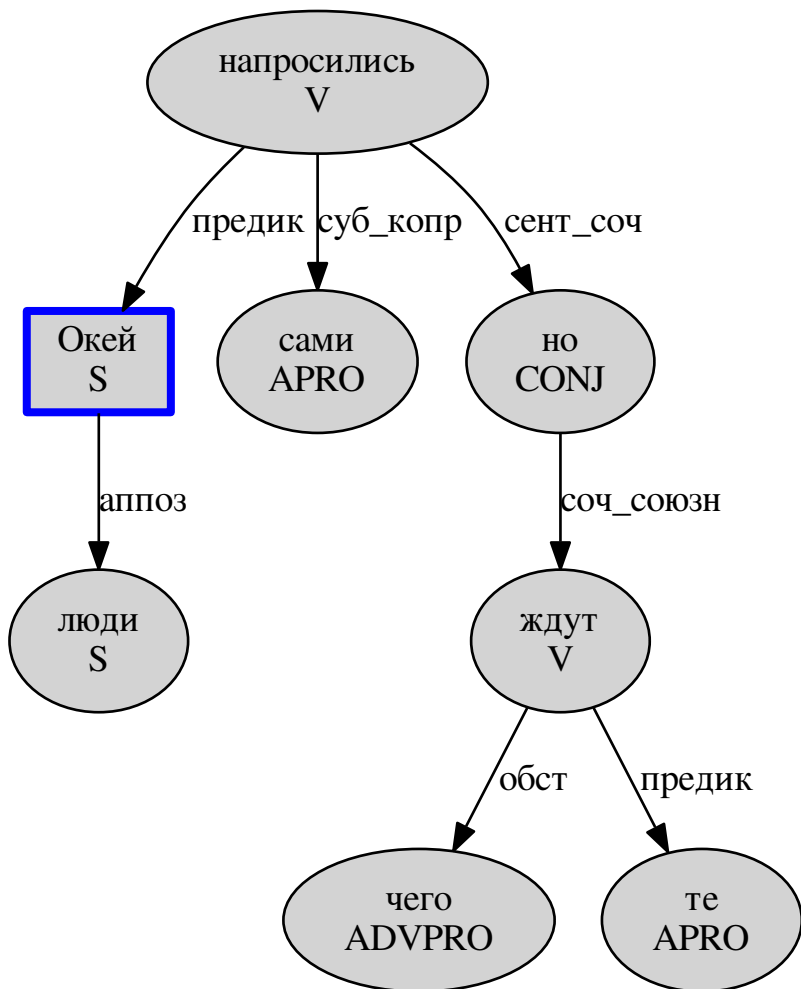 напросились
V
предик
суб_копр
сент_соч
Окей
S
сами
APRO
но
CONJ
аппоз
соч_союзн
люди
S
ждут
V
обст
предик
чего
ADVPRO
те
APRO